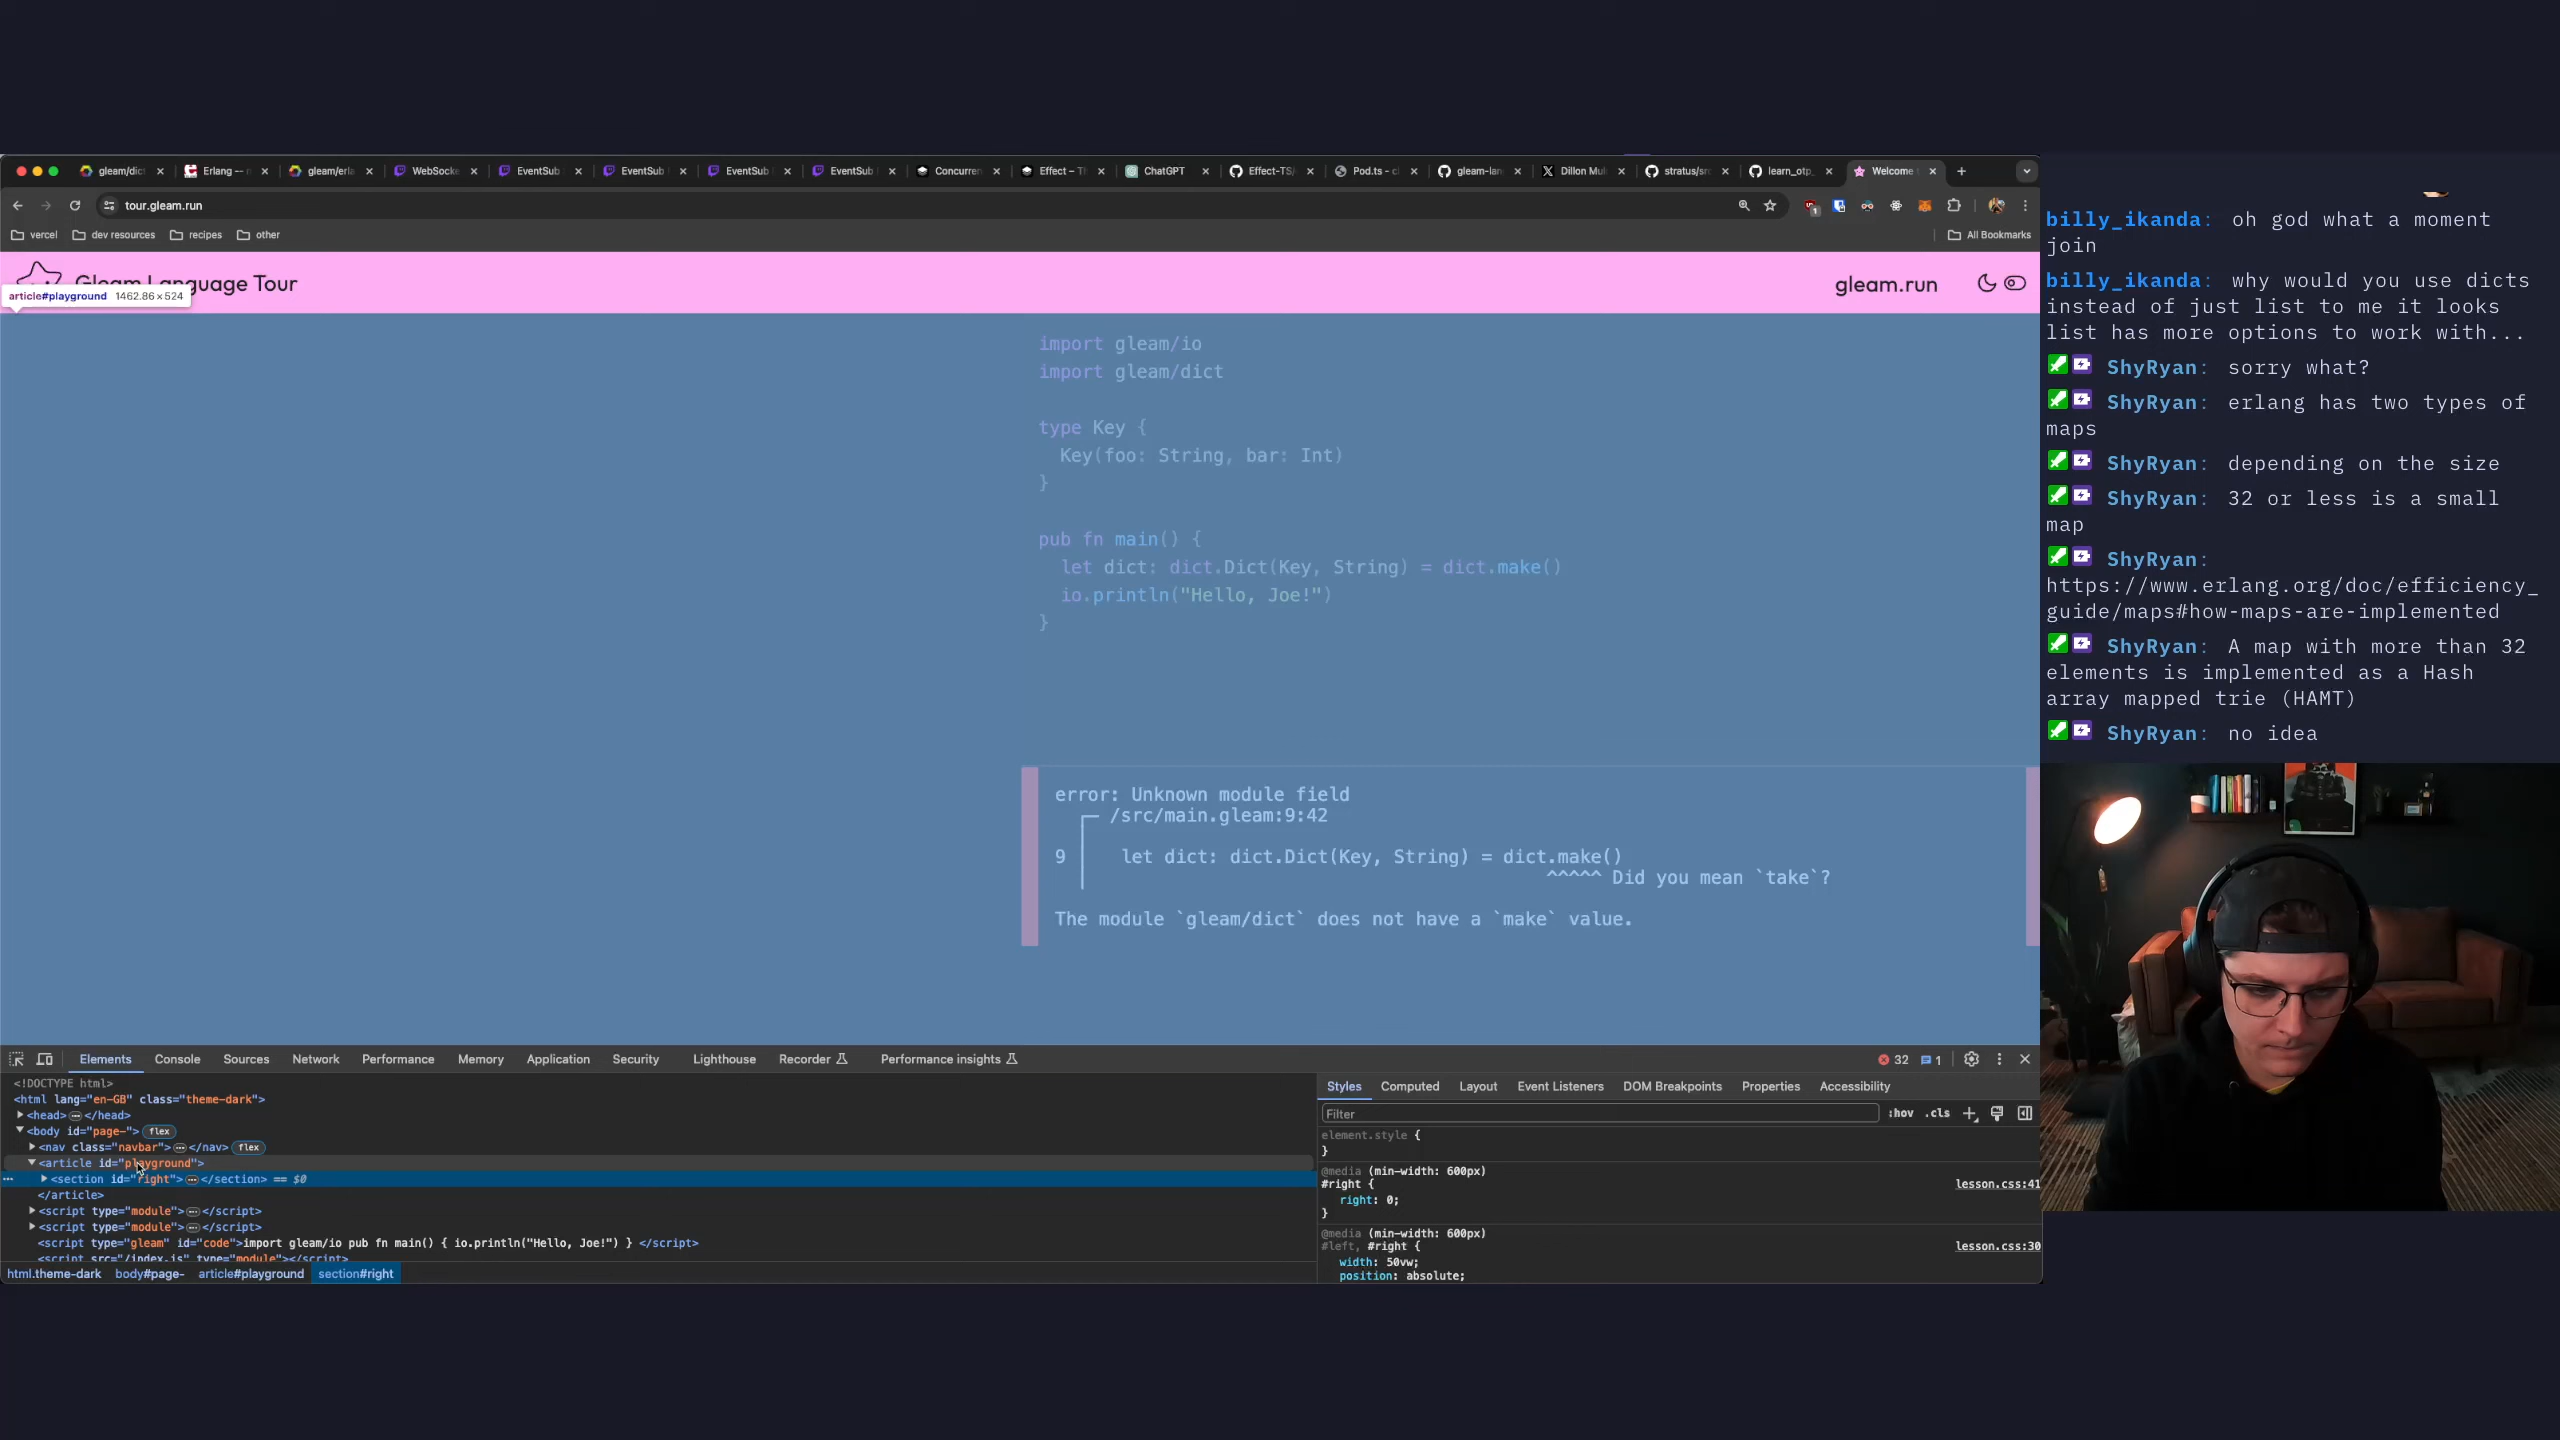 gleam/dict
Erlang -- n
gleam/erla
WebSocke
EventSub
EventSub
EventSub
EventSub
Concurren
Effect – Th
ChatGPT
Effect-TS/
Pod.ts - cl
gleam-lan
Dillon Mul
stratus/src
learn_otp_
Welcome
tour.gleam.run
vercel
dev resources
recipes
other
All Bookmarks
Gleam Language Tour
gleam.run
article#playground 1462.86×524
import gleam/io
import gleam/dict
type Key {
Key(foo: String, bar: Int)
}
pub fn main() {
let dict: dict.Dict(Key, String) = dict.make()
io.println("Hello, Joe!")
}
error: Unknown module field
/src/main.gleam:9:42
9 let dict: dict.Dict(Key, String) = dict.make()
^^^^^ Did you mean `take`?
The module `gleam/dict` does not have a `make` value.
Elements Console Sources Network Performance Memory Application Security Lighthouse Recorder Performance insights 32 1
<!DOCTYPE html>
<html lang="en-GB" class="theme-dark">
<head> </head>
<body id="page-"> flex
<nav class="navbar"> </nav> flex
<article id="playground">
<section id="right"> </section> == $0
</article>
<script type="module"> </script>
<script type="module"> </script>
<script type="gleam" id="code">import gleam/io pub fn main() { io.println("Hello, Joe!") } </script>
<script src="/index.js" type="module"></script>
html.theme-dark body#page- article#playground section#right
Styles Computed Layout Event Listeners DOM Breakpoints Properties Accessibility
Filter
:hov .cls
element.style {
}
@media (min-width: 600px)
#right { lesson.css:41
right: 0;
}
@media (min-width: 600px)
#left, #right { lesson.css:30
width: 50vw;
position: absolute;
billy_ikanda: oh god what a moment
join
billy_ikanda: why would you use dicts
instead of just list to me it looks
list has more options to work with...
ShyRyan: sorry what?
ShyRyan: erlang has two types of
maps
ShyRyan: depending on the size
ShyRyan: 32 or less is a small
map
ShyRyan:
https://www.erlang.org/doc/efficiency_
guide/maps#how-maps-are-implemented
ShyRyan: A map with more than 32
elements is implemented as a Hash
array mapped trie (HAMT)
ShyRyan: no idea